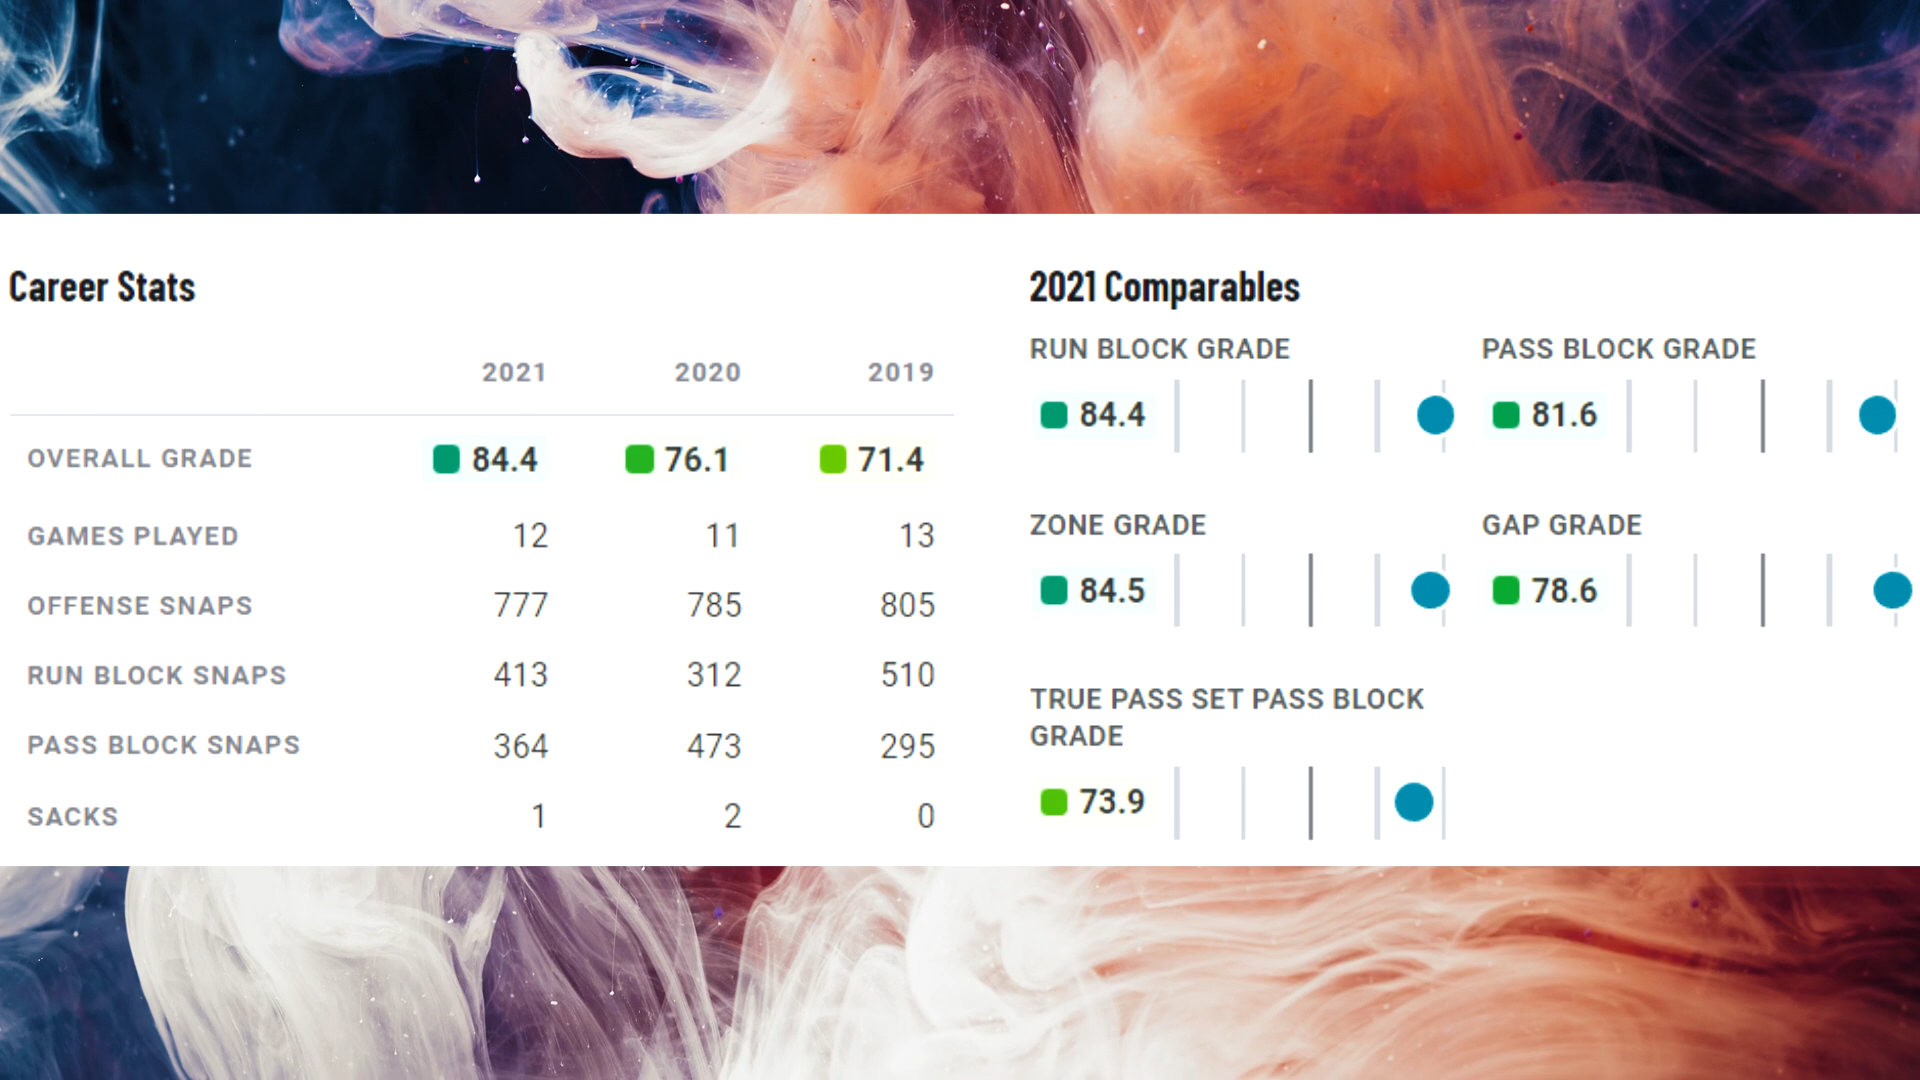 Career Stats
2021 2020 2019
OVERALL GRADE 84.4 76.1 71.4
GAMES PLAYED 12 11 13
OFFENSE SNAPS 777 785 805
RUN BLOCK SNAPS 413 312 510
PASS BLOCK SNAPS 364 473 295
SACKS 1 2 0
2021 Comparables
RUN BLOCK GRADE PASS BLOCK GRADE
84.4 81.6
ZONE GRADE GAP GRADE
84.5 78.6
TRUE PASS SET PASS BLOCK
GRADE
73.9